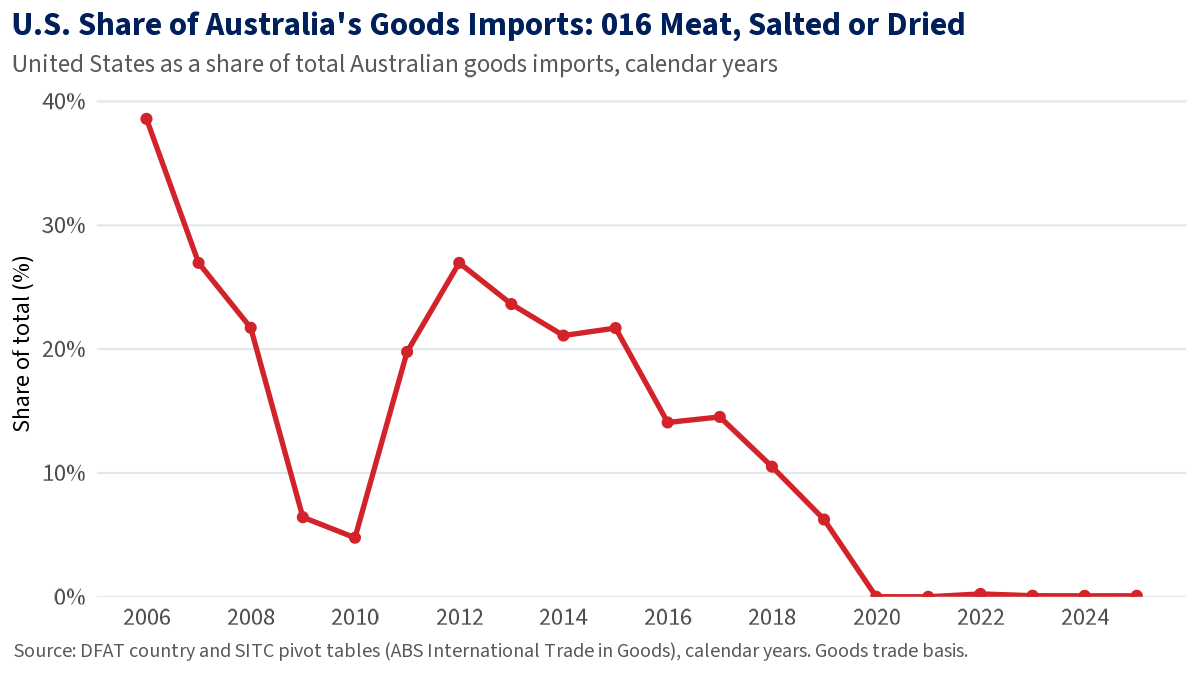 U.S. Share of Australia's Goods Imports: 016 Meat, Salted or Dried
United States as a share of total Australian goods imports, calendar years
Share of total (%)
40%
30%
20%
10%
0%
2006 2008 2010 2012 2014 2016 2018 2020 2022 2024
Source: DFAT country and SITC pivot tables (ABS International Trade in Goods), calendar years. Goods trade basis.